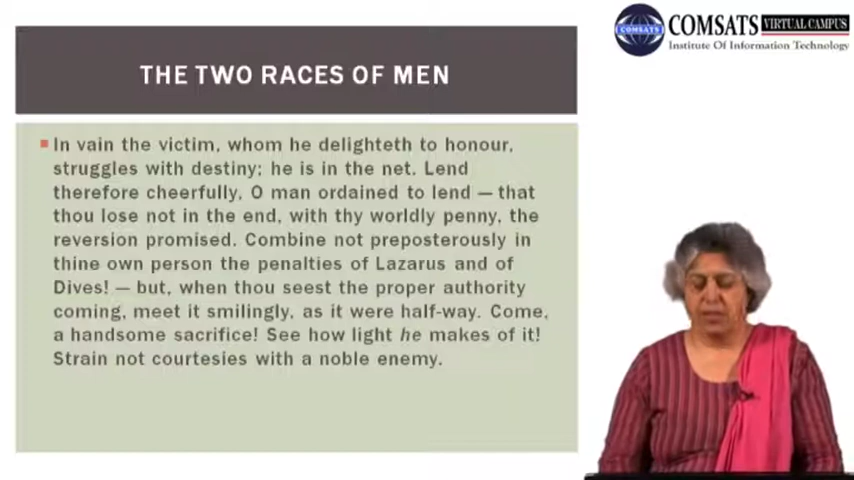 THE TWO RACES OF MEN
COMSATS
COMSATS VIRTUAL CAMPUS
Institute Of Information Technology
In vain the victim, whom he delighteth to honour,
struggles with destiny; he is in the net. Lend
therefore cheerfully, O man ordained to lend — that
thou lose not in the end, with thy worldly penny, the
reversion promised. Combine not preposterously in
thine own person the penalties of Lazarus and of
Dives! — but, when thou seest the proper authority
coming, meet it smilingly, as it were half-way. Come,
a handsome sacrifice! See how light he makes of it!
Strain not courtesies with a noble enemy.